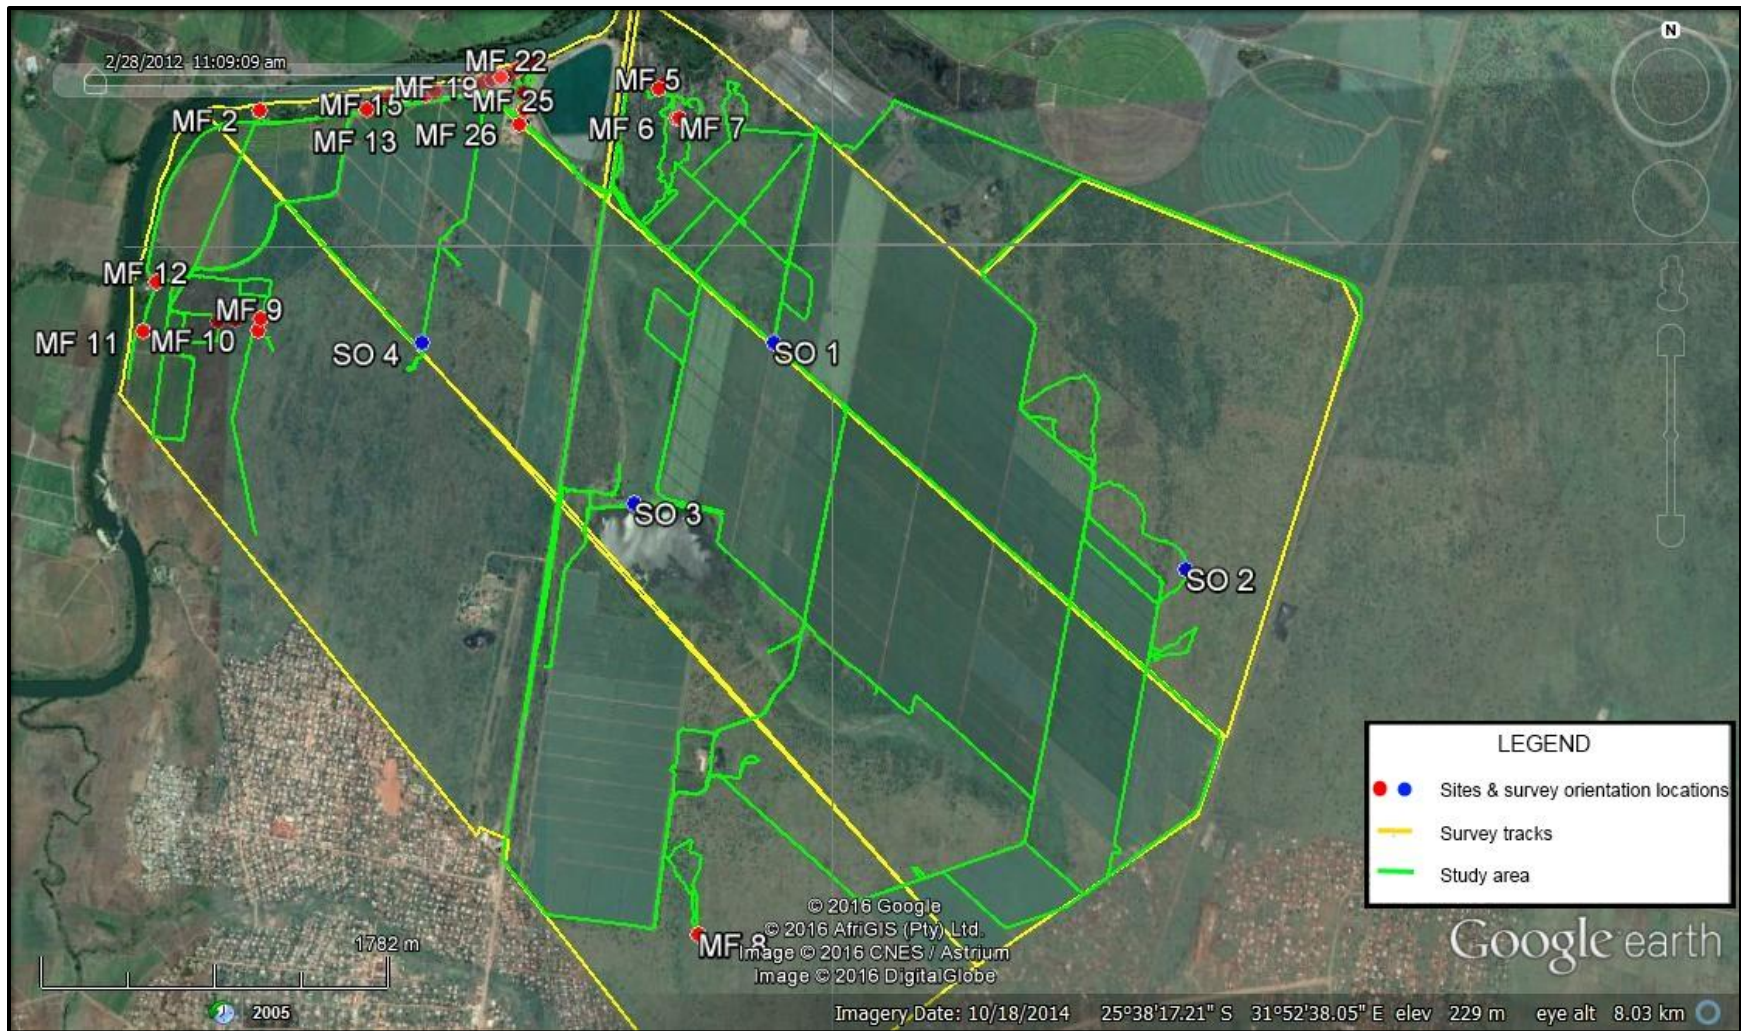 N
2/28/2012 11:09:09 am
MF 22
MF 5
MF 19
MF 15
MF 25
MF 2
MF 13
MF 26
MF 6
MF 7
MF 12
MF 9
MF 11
MF 10
SO 4
SO 1
SO 3
SO 2
LEGEND
Sites & survey orientation locations
Survey tracks
Study area
MF 8
© 2016 Google
© 2016 AfriGIS (Pty) Ltd.
Image © 2016 CNES / Astrium
Image © 2016 DigitalGlobe
Google earth
1782 m
2005
Imagery Date: 10/18/2014 25°38'17.21" S 31°52'38.05" E elev 229 m eye alt 8.03 km